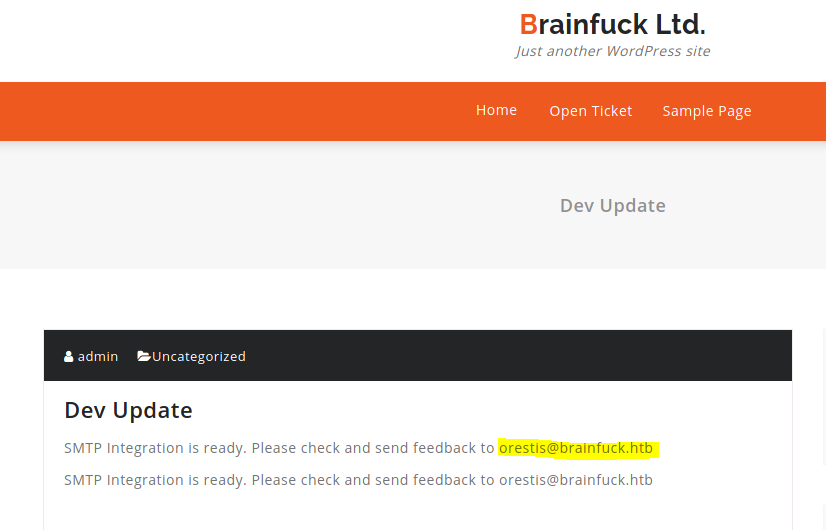 Brainfuck Ltd.
Just another WordPress site
Home Open Ticket Sample Page
Dev Update
admin Uncategorized
Dev Update
SMTP Integration is ready. Please check and send feedback to orestis@brainfuck.htb
SMTP Integration is ready. Please check and send feedback to orestis@brainfuck.htb